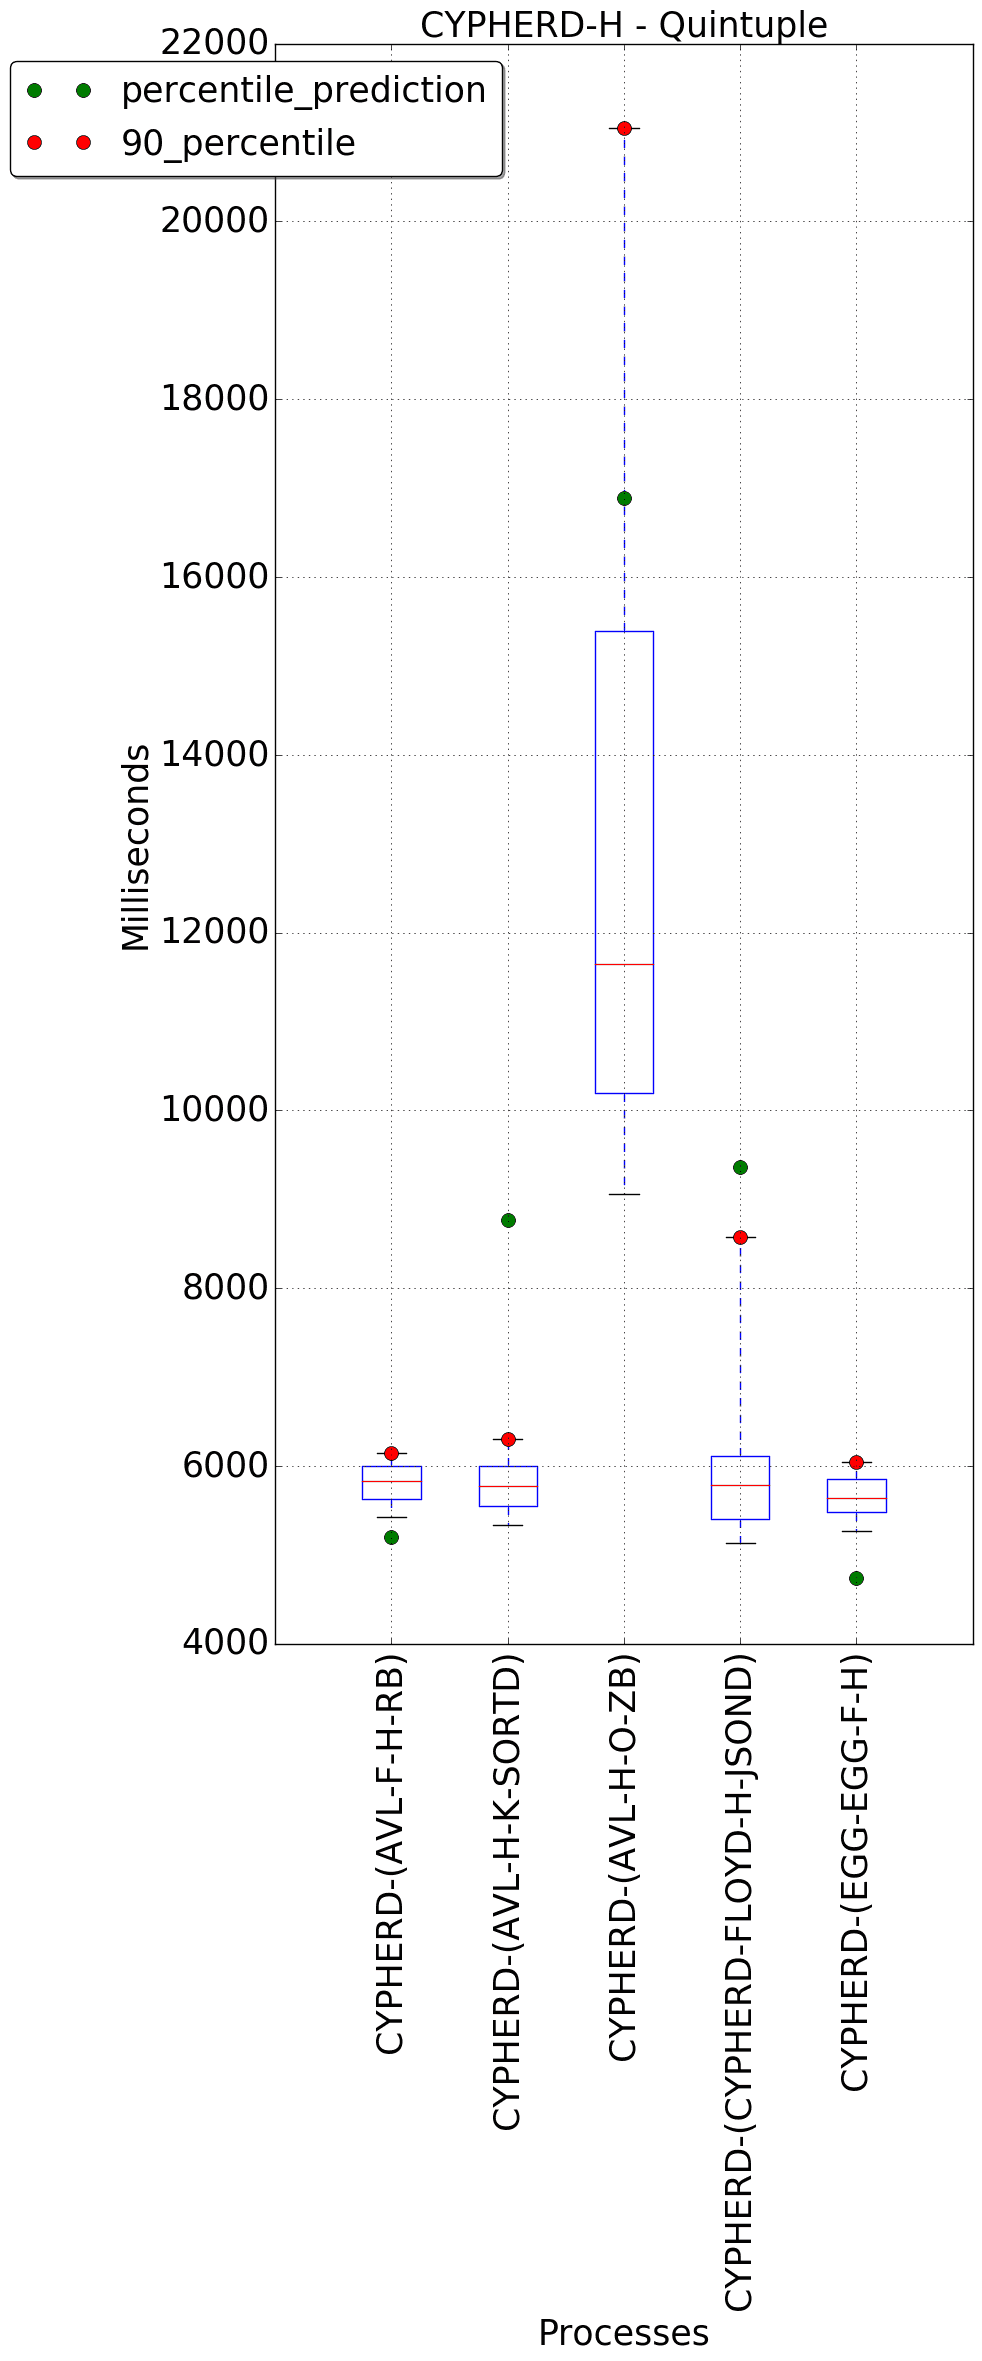 CYPHERD-H - Quintuple
percentile_prediction
90_percentile
22000
20000
18000
16000
14000
12000
10000
8000
6000
4000
Milliseconds
CYPHERD-(AVL-F-H-RB)
CYPHERD-(AVL-H-K-SORTD)
CYPHERD-(AVL-H-O-ZB)
CYPHERD-(CYPHERD-FLOYD-H-JSOND)
CYPHERD-(EGG-EGG-F-H)
Processes